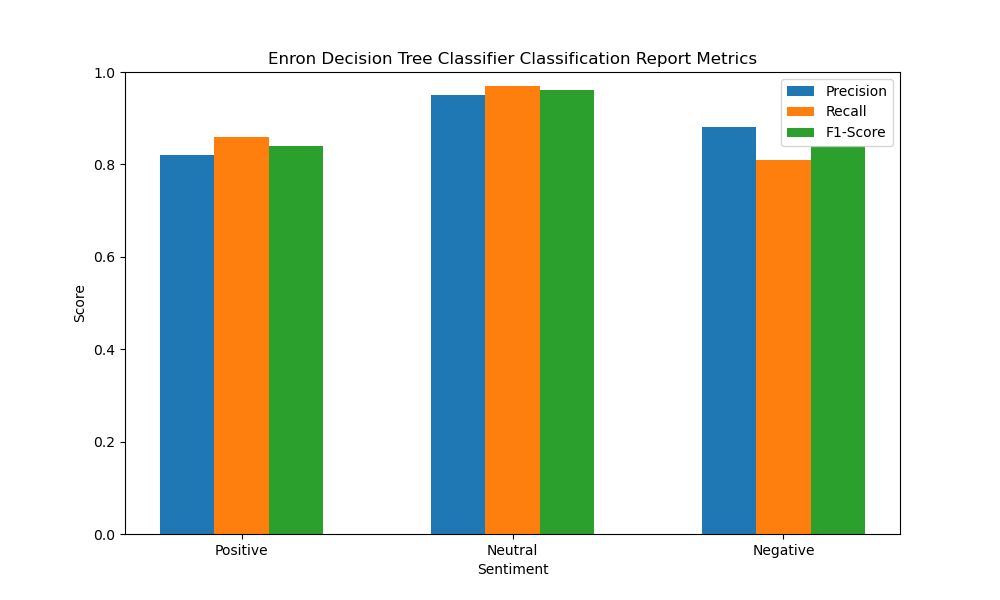 Enron Decision Tree Classifier Classification Report Metrics
1.0
0.8
0.6
0.4
0.2
0.0
Score
Precision
Recall
F1-Score
Positive
Neutral
Negative
Sentiment